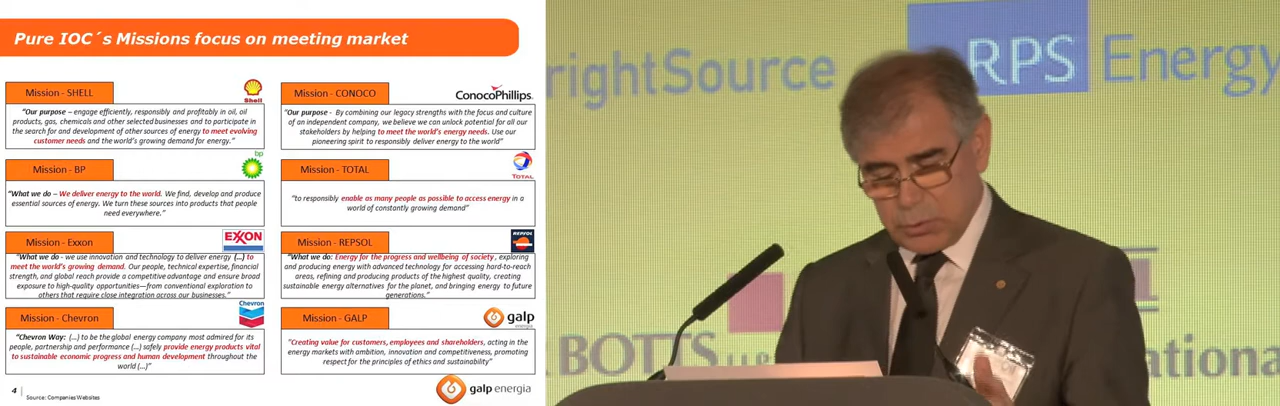 Pure IOC´s Missions focus on meeting market
Mission - SHELL
Shell
"Our purpose – engage efficiently, responsibly and profitably in oil, oil
products, gas, chemicals and other selected businesses and to participate in
the search for and development of other sources of energy to meet evolving
customer needs and the world's growing demand for energy."
Mission - BP
bp
"What we do – We deliver energy to the world. We find, develop and produce
essential sources of energy. We turn these sources into products that people
need everywhere."
Mission - Exxon
EXXON
"What we do - we use innovation and technology to deliver energy (...) to
meet the world's growing demand. Our people, technical expertise, financial
strength, and global reach provide a competitive advantage and ensure broad
exposure to high-quality opportunities—from conventional exploration to
others that require close integration across our businesses."
Mission - Chevron
Chevron
"Chevron Way: (...) to be the global energy company most admired for its
people, partnership and performance (...) safely provide energy products vital
to sustainable economic progress and human development throughout the
world (...)"
Mission - CONOCO
ConocoPhillips
"Our purpose - By combining our legacy strengths with the focus and culture
of an independent company, we believe we can unlock potential for all our
stakeholders by helping to meet the world's energy needs. Use our
pioneering spirit to responsibly deliver energy to the world"
Mission - TOTAL
TOTAL
"to responsibly enable as many people as possible to access energy in a
world of constantly growing demand"
Mission - REPSOL
REPSOL
"What we do: Energy for the progress and wellbeing of society, exploring
and producing energy with advanced technology for accessing hard-to-reach
areas, refining and producing products of the highest quality, creating
sustainable energy alternatives for the planet, and bringing energy to future
generations."
Mission - GALP
galp
energia
"Creating value for customers, employees and shareholders, acting in the
energy markets with ambition, innovation and competitiveness, promoting
respect for the principles of ethics and sustainability"
4
Source: Companies Websites
galp energia
rightSource
RPS Energy
BOTTS LLP
ationa